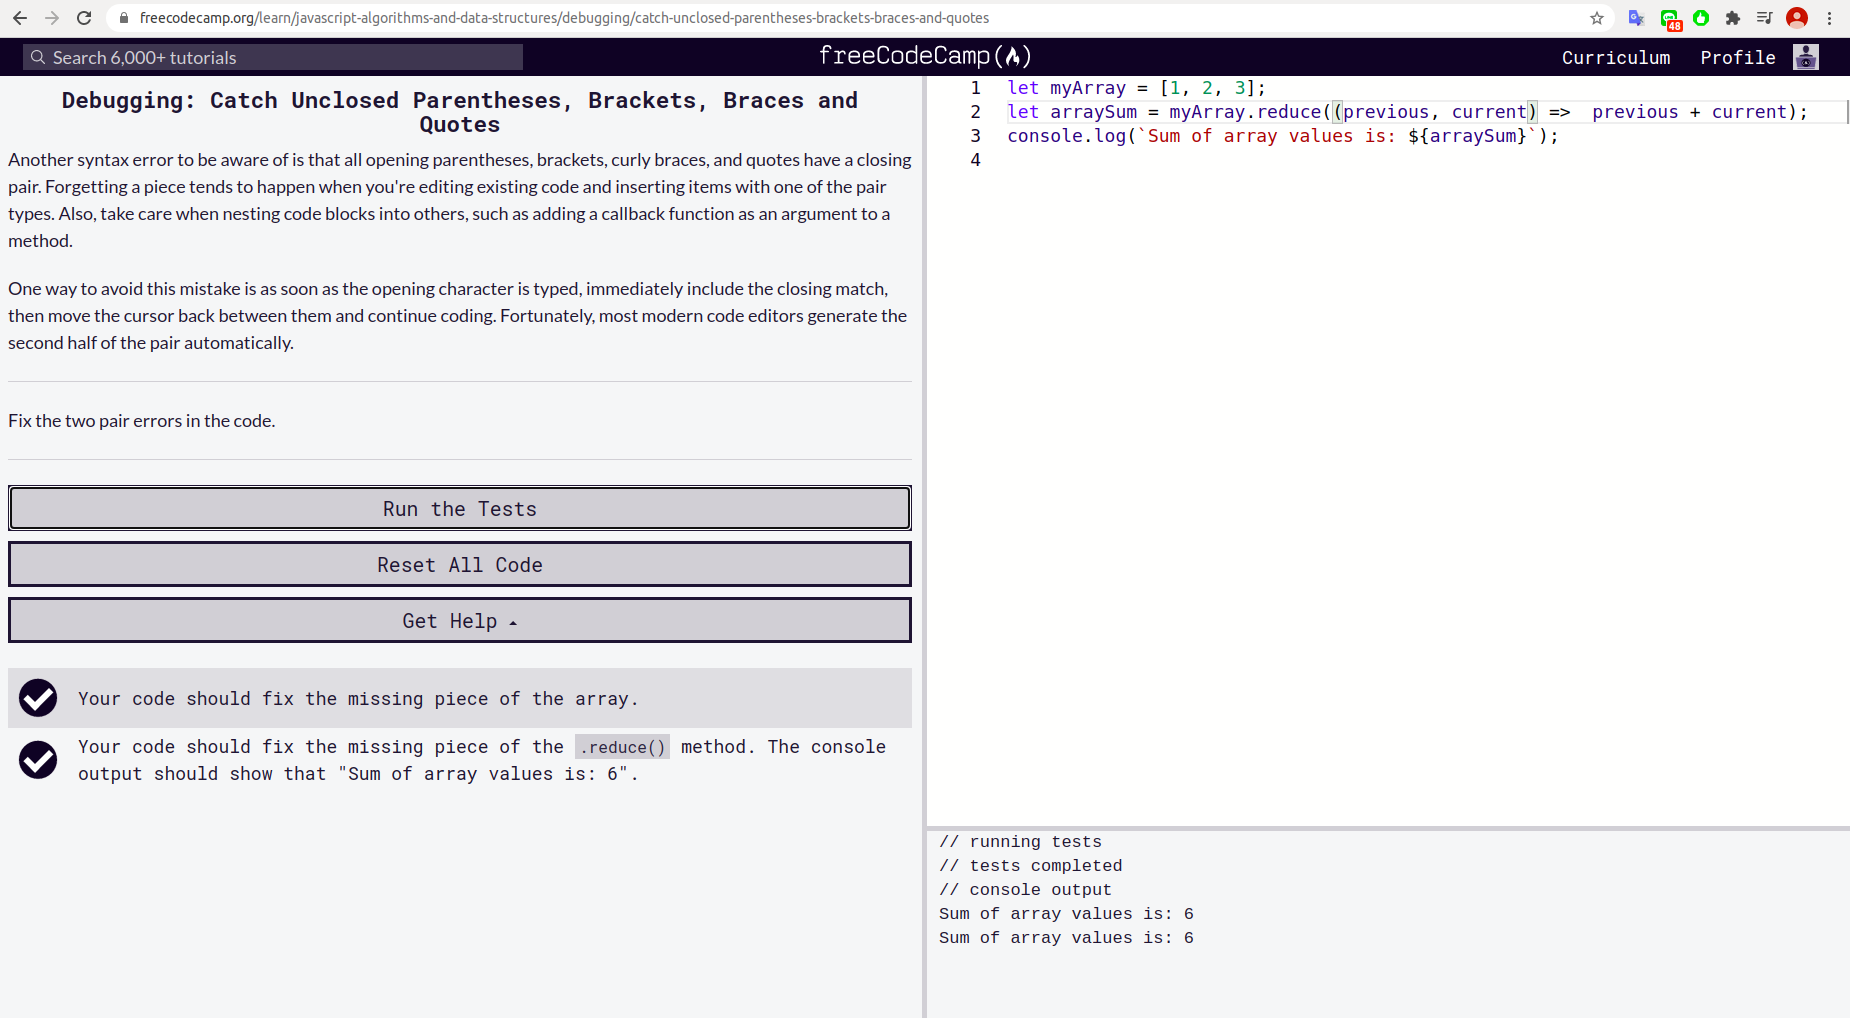 freecodecamp.org/learn/javascript-algorithms-and-data-structures/debugging/catch-unclosed-parentheses-brackets-braces-and-quotes
48
Search 6,000+ tutorials
freeCodeCamp
Curriculum
Profile
Debugging: Catch Unclosed Parentheses, Brackets, Braces and
Quotes
Another syntax error to be aware of is that all opening parentheses, brackets, curly braces, and quotes have a closing
pair. Forgetting a piece tends to happen when you're editing existing code and inserting items with one of the pair
types. Also, take care when nesting code blocks into others, such as adding a callback function as an argument to a
method.
One way to avoid this mistake is as soon as the opening character is typed, immediately include the closing match,
then move the cursor back between them and continue coding. Fortunately, most modern code editors generate the
second half of the pair automatically.
Fix the two pair errors in the code.
Run the Tests
Reset All Code
Get Help
Your code should fix the missing piece of the array.
Your code should fix the missing piece of the .reduce() method. The console
output should show that "Sum of array values is: 6".
1 let myArray = [1, 2, 3];
2 let arraySum = myArray.reduce((previous, current) =>  previous + current);
3 console.log(`Sum of array values is: ${arraySum}`);
4
// running tests
// tests completed
// console output
Sum of array values is: 6
Sum of array values is: 6